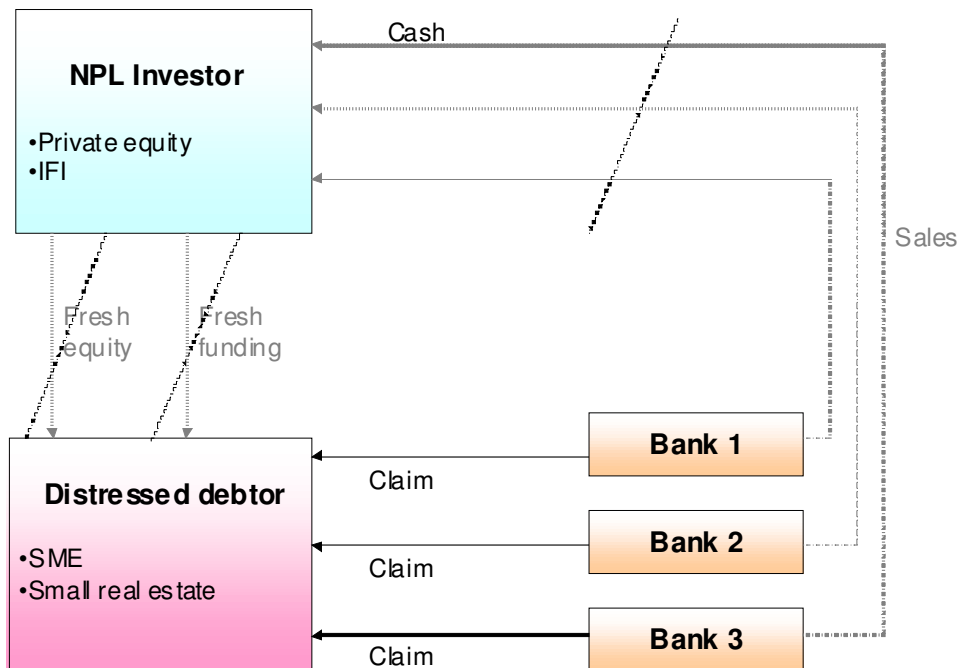 Cash
NPL Investor
•Private equity
•IFI
Sales
Fresh
equity
Fresh
funding
Bank 1
Claim
Distressed debtor
•SME
•Small real estate
Bank 2
Claim
Bank 3
Claim